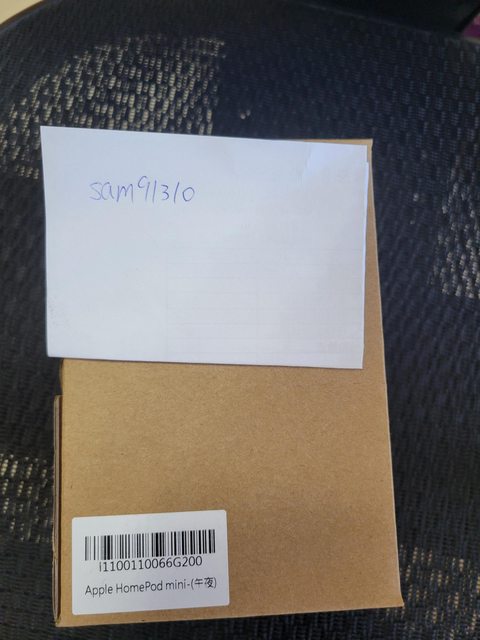 sam91310
i1100110066G200
Apple HomePod mini-(午夜)